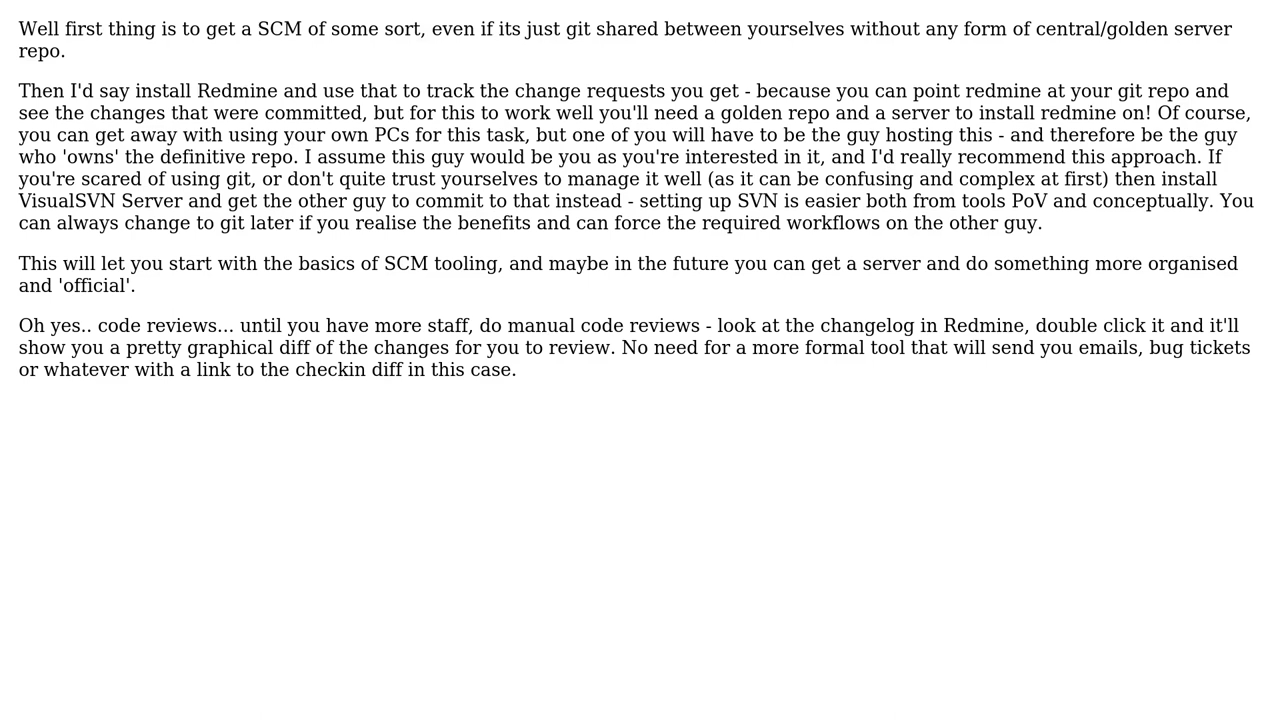 Well first thing is to get a SCM of some sort, even if its just git shared between yourselves without any form of central/golden server
repo.
Then I'd say install Redmine and use that to track the change requests you get - because you can point redmine at your git repo and
see the changes that were committed, but for this to work well you'll need a golden repo and a server to install redmine on! Of course,
you can get away with using your own PCs for this task, but one of you will have to be the guy hosting this - and therefore be the guy
who 'owns' the definitive repo. I assume this guy would be you as you're interested in it, and I'd really recommend this approach. If
you're scared of using git, or don't quite trust yourselves to manage it well (as it can be confusing and complex at first) then install
VisualSVN Server and get the other guy to commit to that instead - setting up SVN is easier both from tools PoV and conceptually. You
can always change to git later if you realise the benefits and can force the required workflows on the other guy.
This will let you start with the basics of SCM tooling, and maybe in the future you can get a server and do something more organised
and 'official'.
Oh yes.. code reviews... until you have more staff, do manual code reviews - look at the changelog in Redmine, double click it and it'll
show you a pretty graphical diff of the changes for you to review. No need for a more formal tool that will send you emails, bug tickets
or whatever with a link to the checkin diff in this case.